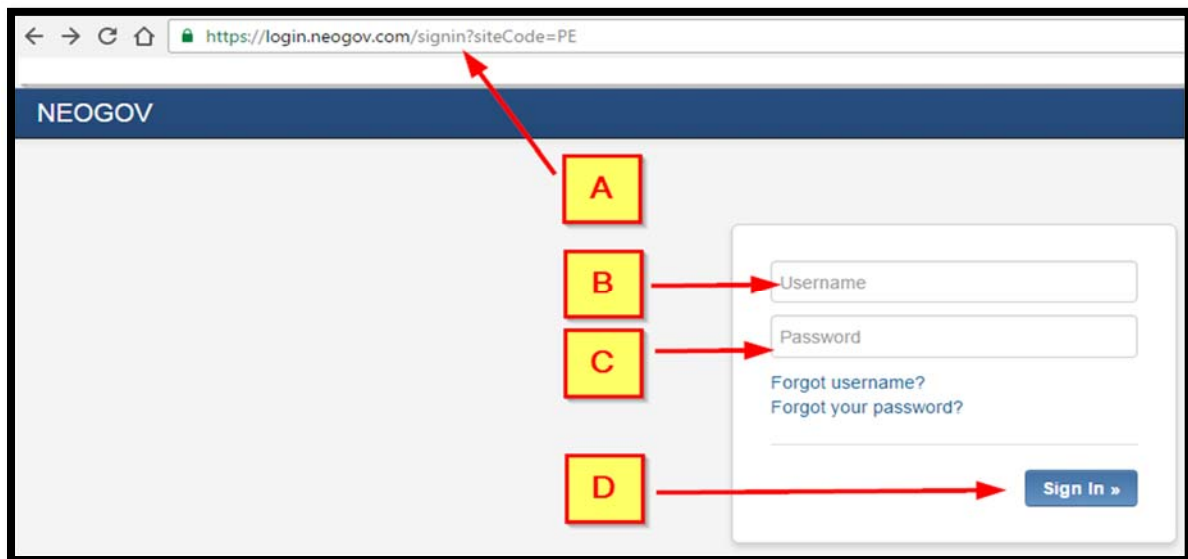 https://login.neogov.com/signin?siteCode=PE
NEOGOV
A
B
Username
C
Password
Forgot username?
Forgot your password?
D
Sign In »